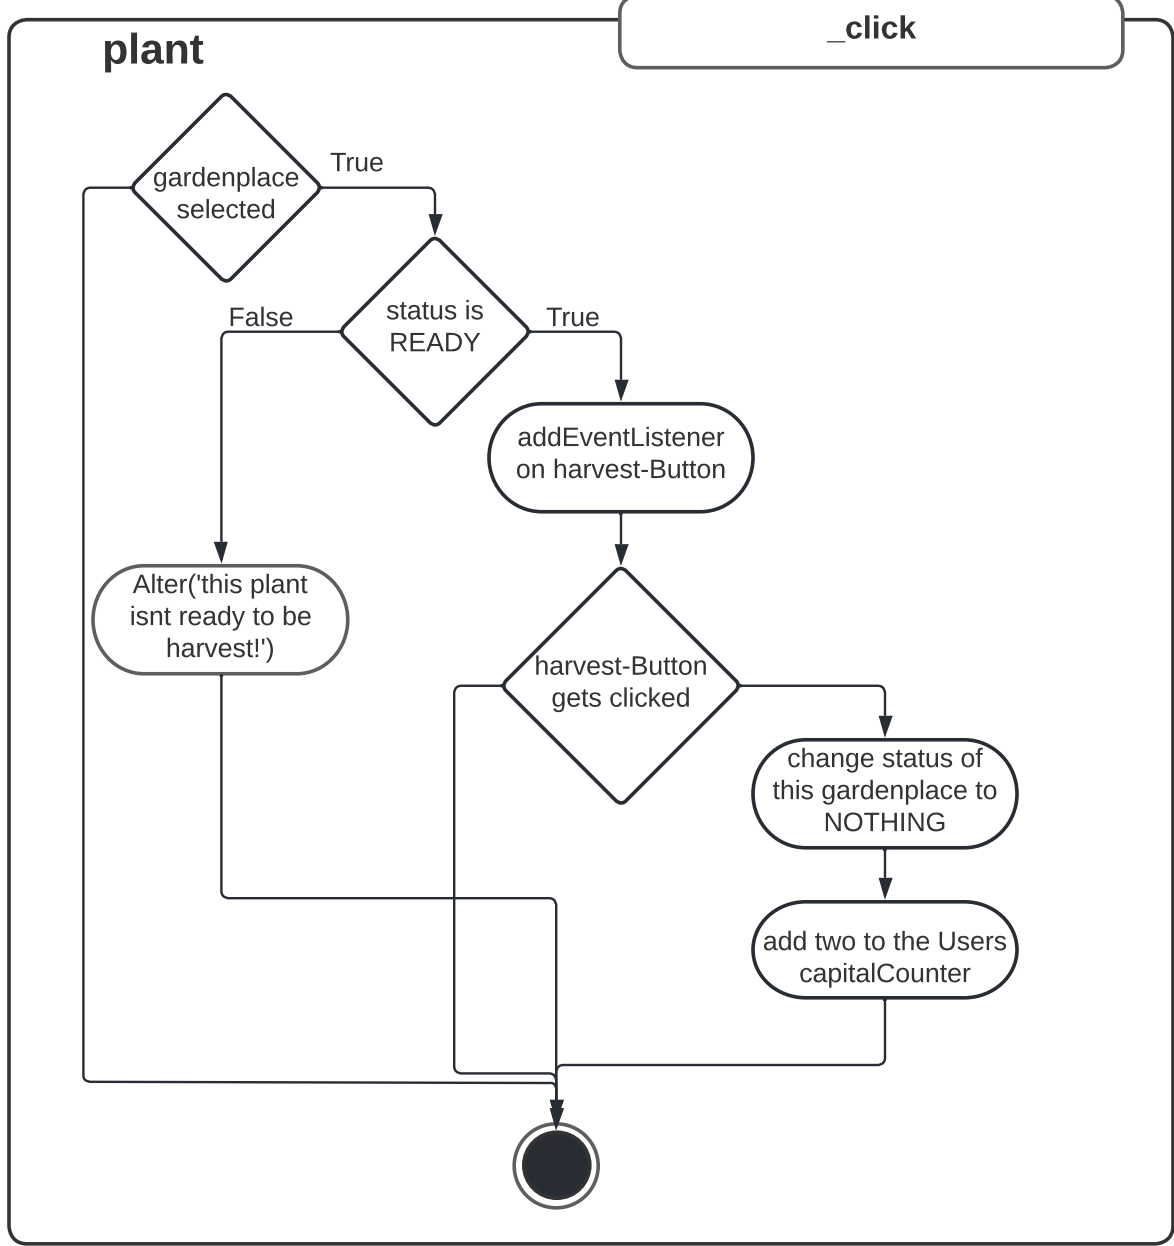 _click
plant
gardenplace
selected
True
status is
READY
False
True
addEventListener
on harvest-Button
Alter('this plant
isnt ready to be
harvest!')
harvest-Button
gets clicked
change status of
this gardenplace to
NOTHING
add two to the Users
capitalCounter